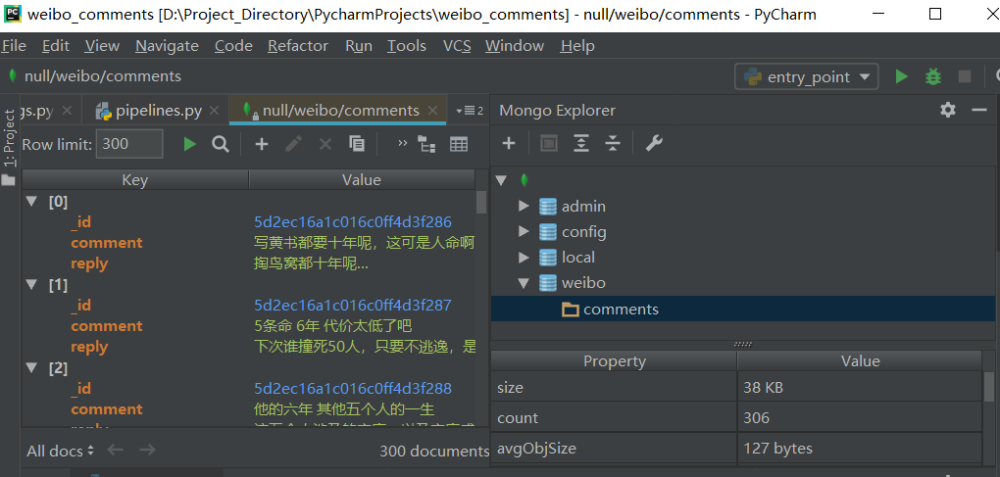 weibo_comments [D:\Project_Directory\PycharmProjects\weibo_comments] - null/weibo/comments - PyCharm
File Edit View Navigate Code Refactor Run Tools VCS Window Help
null/weibo/comments
entry_point
gs.py pipelines.py null/weibo/comments 2
1: Project
Row limit: 300
Key Value
[0]
_id 5d2ec16a1c016c0ff4d3f286
comment 写黄书都要十年呢，这可是人命啊
reply 掏鸟窝都十年呢...
[1]
_id 5d2ec16a1c016c0ff4d3f287
comment 5条命 6年 代价太低了吧
reply 下次谁撞死50人，只要不逃逸，是
[2]
_id 5d2ec16a1c016c0ff4d3f288
comment 他的六年 其他五个人的一生
reply
All docs 300 documents
Mongo Explorer
admin
config
local
weibo
comments
Property Value
size 38 KB
count 306
avgObjSize 127 bytes